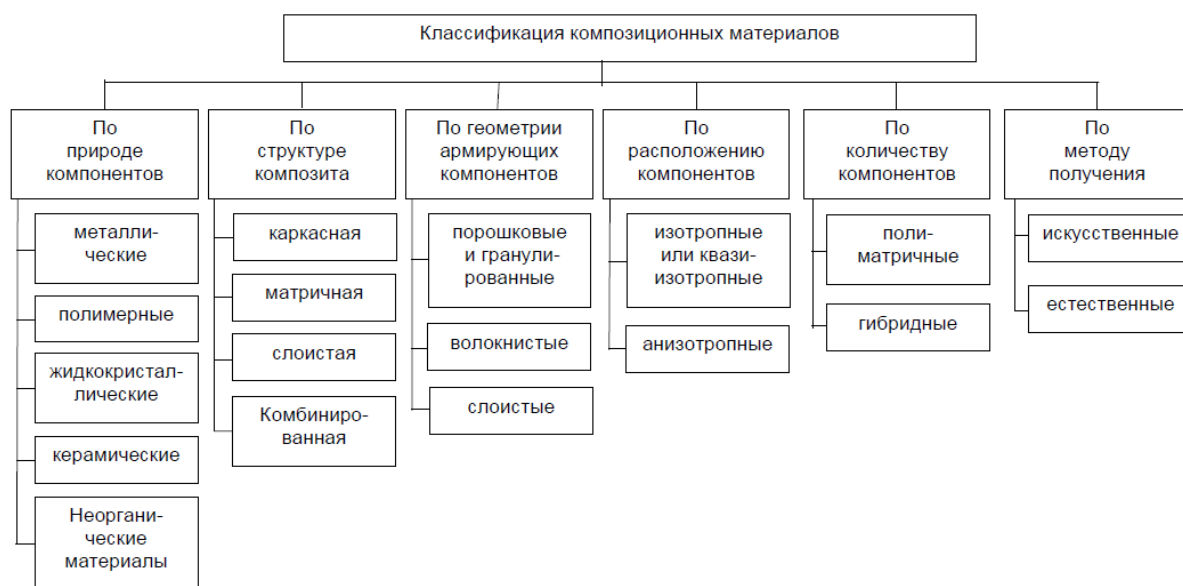 Классификация композиционных материалов
По
природе
компонентов
металли-
ческие
полимерные
жидкокристал-
лические
керамические
Неоргани-
ческие
материалы
По
структуре
композита
каркасная
матричная
слоистая
Комбиниро-
ванная
По геометрии
армирующих
компонентов
порошковые
и гранули-
рованные
волокнистые
слоистые
По
расположению
компонентов
изотропные
или квази-
изотропные
анизотропные
По
количеству
компонентов
поли-
матричные
гибридные
По
методу
получения
искусственные
естественные